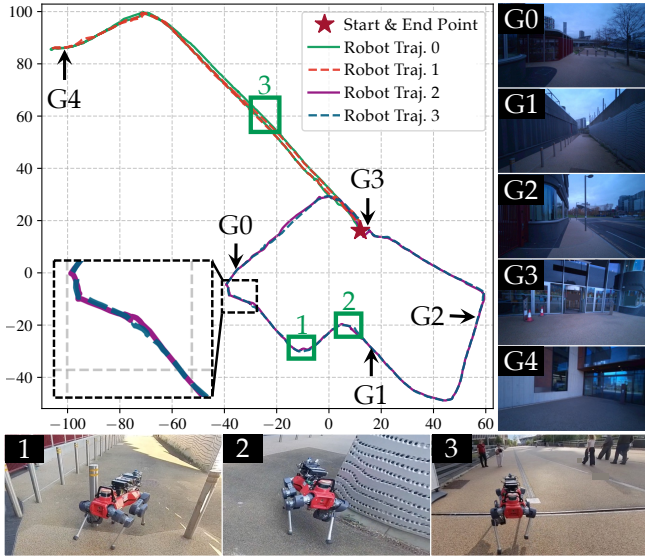 100
80
60
40
20
0
−20
−40
−100
−80
−60
−40
−20
0
20
40
60
Start & End Point
Robot Traj. 0
Robot Traj. 1
Robot Traj. 2
Robot Traj. 3
G4
3
G3
G0
G2
1
2
G1
G0
G1
G2
G3
G4
1
2
3